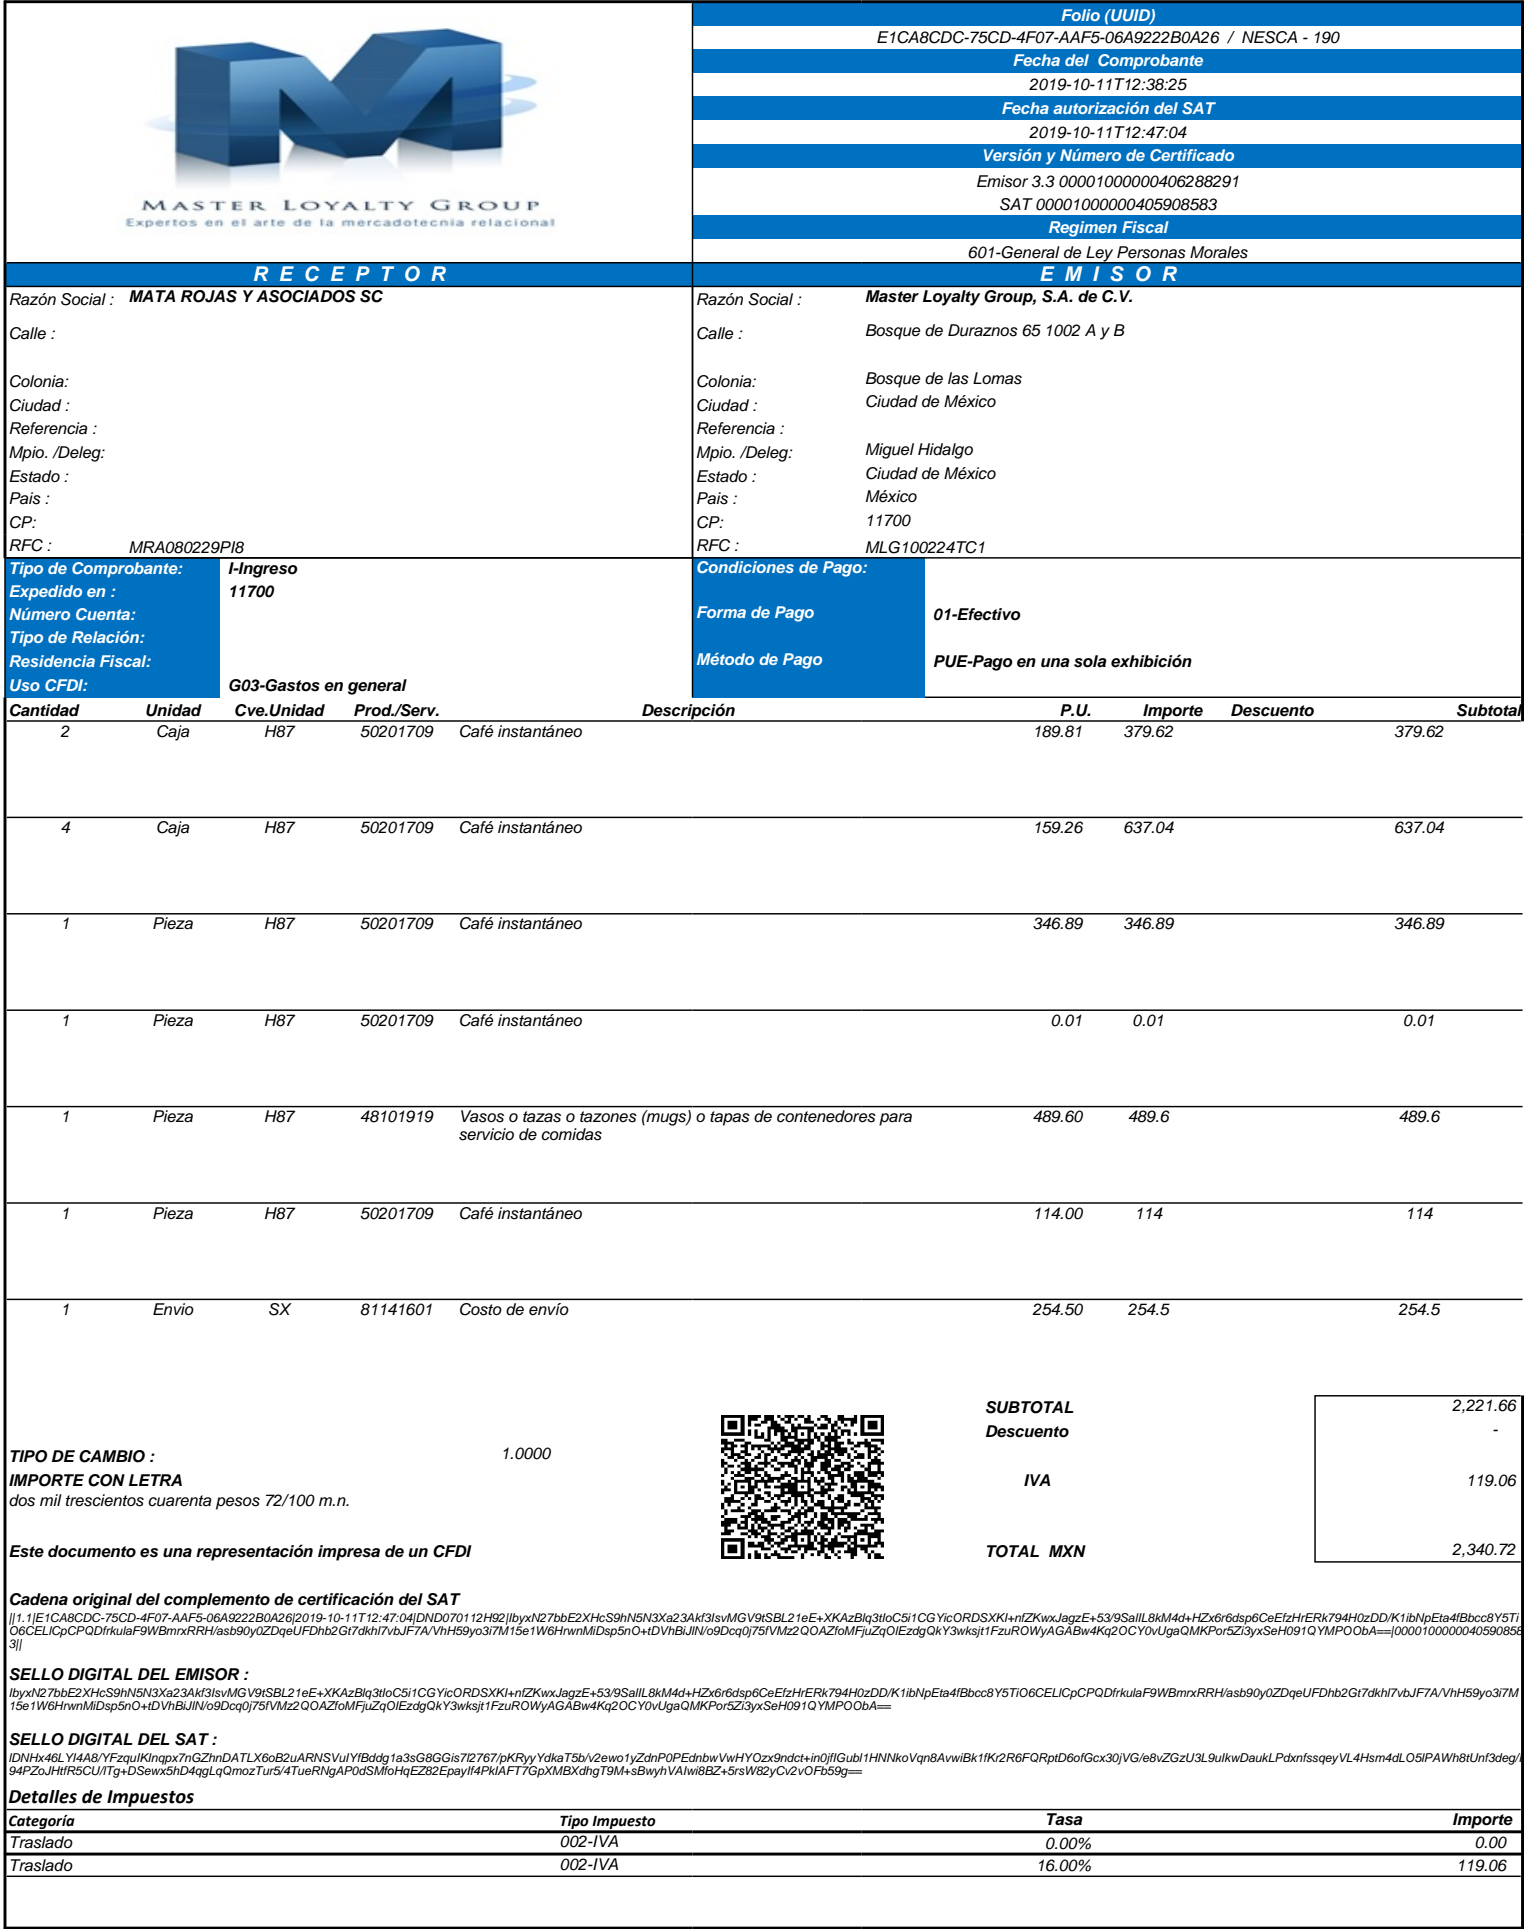 MASTER LOYALTY GROUP
Expertos en el arte de la mercadotecnia relacional
Folio (UUID)
E1CA8CDC-75CD-4F07-AAF5-06A9222B0A26 / NESCA - 190
Fecha del Comprobante
2019-10-11T12:38:25
Fecha autorización del SAT
2019-10-11T12:47:04
Versión y Número de Certificado
Emisor 3.3 00001000000406288291
SAT 00001000000405908583
Regimen Fiscal
601-General de Ley Personas Morales
RECEPTOR
Razón Social : MATA ROJAS Y ASOCIADOS SC
Calle :
Colonia:
Ciudad :
Referencia :
Mpio. /Deleg:
Estado :
Pais :
CP:
RFC : MRA080229PI8
EMISOR
Razón Social : Master Loyalty Group, S.A. de C.V.
Calle : Bosque de Duraznos 65 1002 A y B
Colonia: Bosque de las Lomas
Ciudad : Ciudad de México
Referencia :
Mpio. /Deleg: Miguel Hidalgo
Estado : Ciudad de México
Pais : México
CP: 11700
RFC : MLG100224TC1
Tipo de Comprobante: I-Ingreso
Expedido en : 11700
Número Cuenta:
Tipo de Relación:
Residencia Fiscal:
Uso CFDI: G03-Gastos en general
Condiciones de Pago:
Forma de Pago 01-Efectivo
Método de Pago PUE-Pago en una sola exhibición
Cantidad Unidad Cve.Unidad Prod./Serv. Descripción P.U. Importe Descuento Subtotal
2 Caja H87 50201709 Café instantáneo 189.81 379.62 379.62
4 Caja H87 50201709 Café instantáneo 159.26 637.04 637.04
1 Pieza H87 50201709 Café instantáneo 346.89 346.89 346.89
1 Pieza H87 50201709 Café instantáneo 0.01 0.01 0.01
1 Pieza H87 48101919 Vasos o tazas o tazones (mugs) o tapas de contenedores para 489.60 489.6 489.6
servicio de comidas
1 Pieza H87 50201709 Café instantáneo 114.00 114 114
1 Envio SX 81141601 Costo de envío 254.50 254.5 254.5
SUBTOTAL 2,221.66
Descuento -
TIPO DE CAMBIO : 1.0000
IMPORTE CON LETRA IVA 119.06
dos mil trescientos cuarenta pesos 72/100 m.n.
Este documento es una representación impresa de un CFDI TOTAL MXN 2,340.72
Cadena original del complemento de certificación del SAT
SELLO DIGITAL DEL EMISOR :
SELLO DIGITAL DEL SAT :
Detalles de Impuestos
Categoría Tipo Impuesto Tasa Importe
Traslado 002-IVA 0.00% 0.00
Traslado 002-IVA 16.00% 119.06